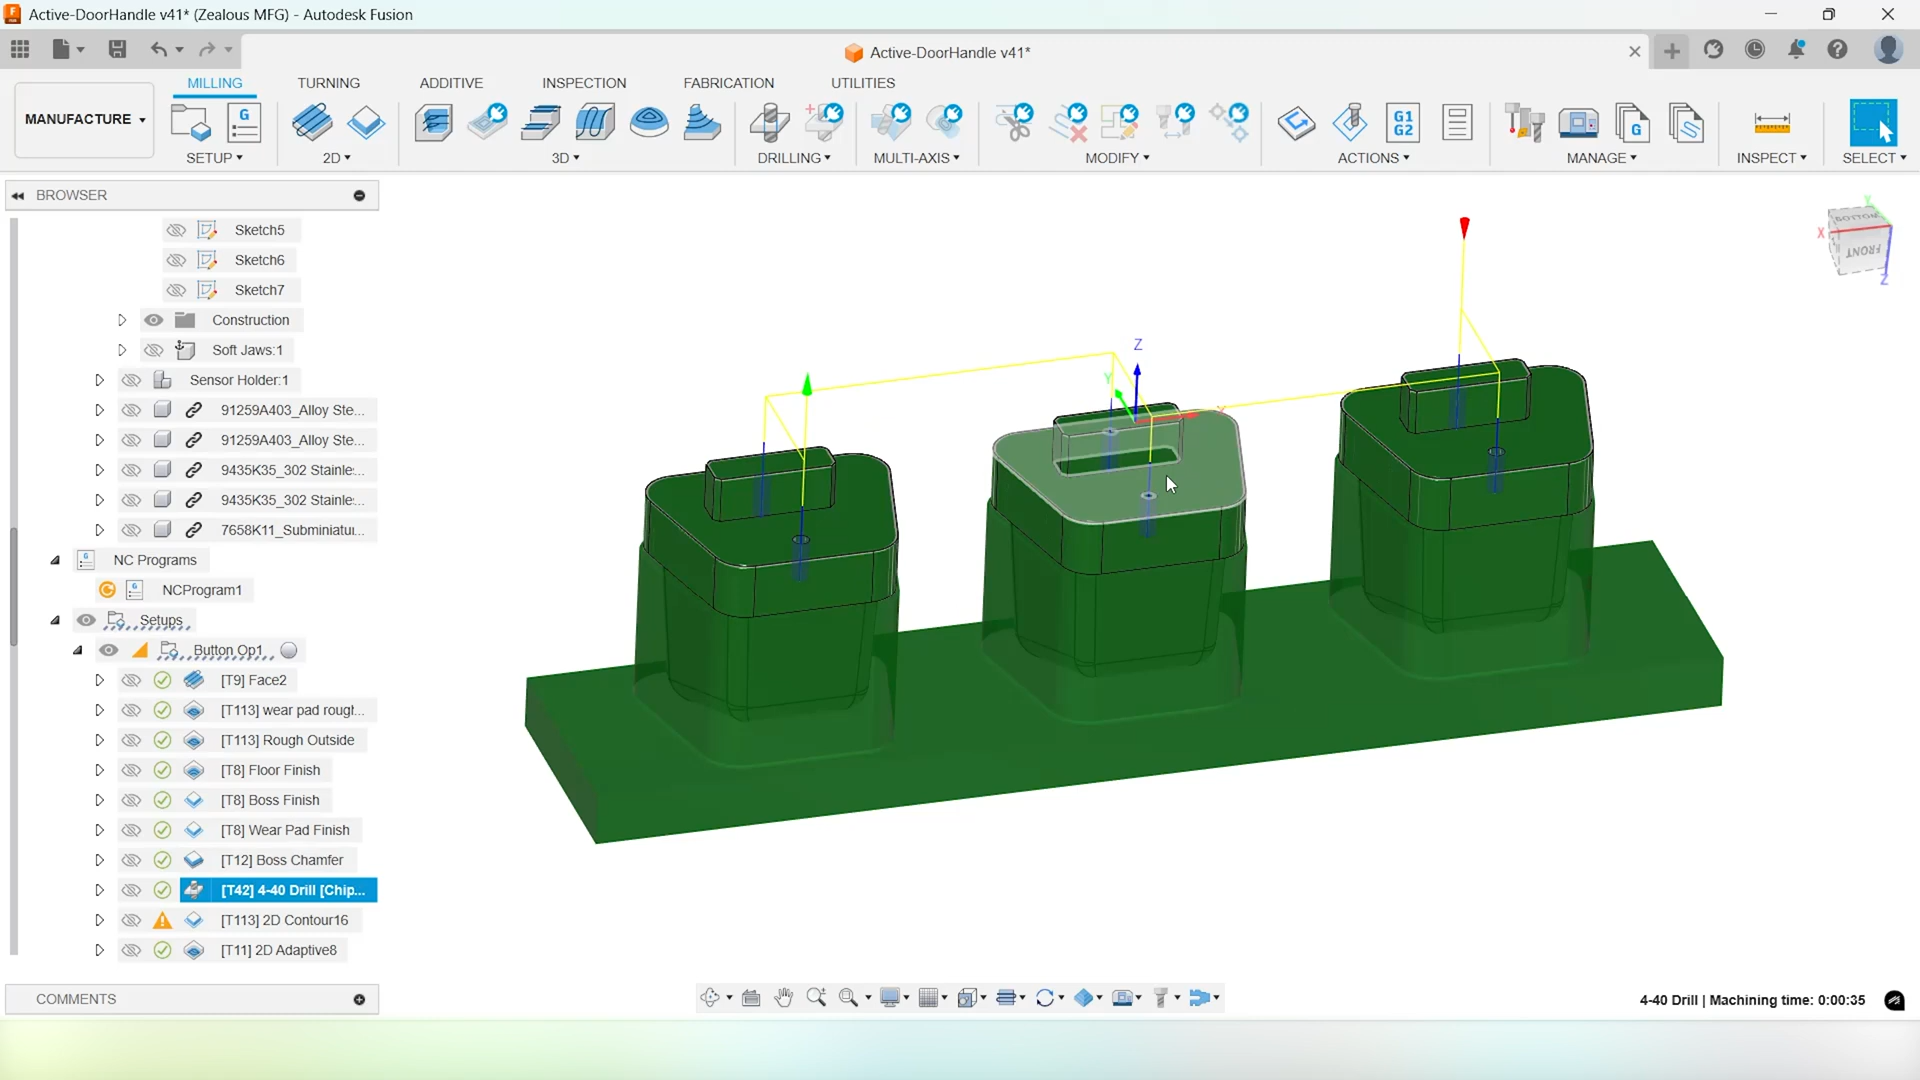 Active-DoorHandle v41* (Zealous MFG) - Autodesk Fusion
Active-DoorHandle v41*
MILLING TURNING ADDITIVE INSPECTION FABRICATION UTILITIES
MANUFACTURE
G
G1
G2
G
SETUP 2D 3D DRILLING MULTI-AXIS MODIFY ACTIONS MANAGE INSPECT SELECT
BROWSER
Sketch5
Sketch6
Sketch7
Construction
Soft Jaws:1
Sensor Holder:1
91259A403_Alloy Ste...
91259A403_Alloy Ste...
9435K35_302 Stainle...
9435K35_302 Stainle...
7658K11_Subminiatu...
NC Programs
NCProgram1
Setups
Button Op1
[T9] Face2
[T113] wear pad rough...
[T113] Rough Outside
[T8] Floor Finish
[T8] Boss Finish
[T8] Wear Pad Finish
[T12] Boss Chamfer
[T42] 4-40 Drill [Chip...
[T113] 2D Contour16
[T11] 2D Adaptive8
COMMENTS
Z
Y
X
Y
BOTTOM
X
FRONT
Z
4-40 Drill | Machining time: 0:00:35